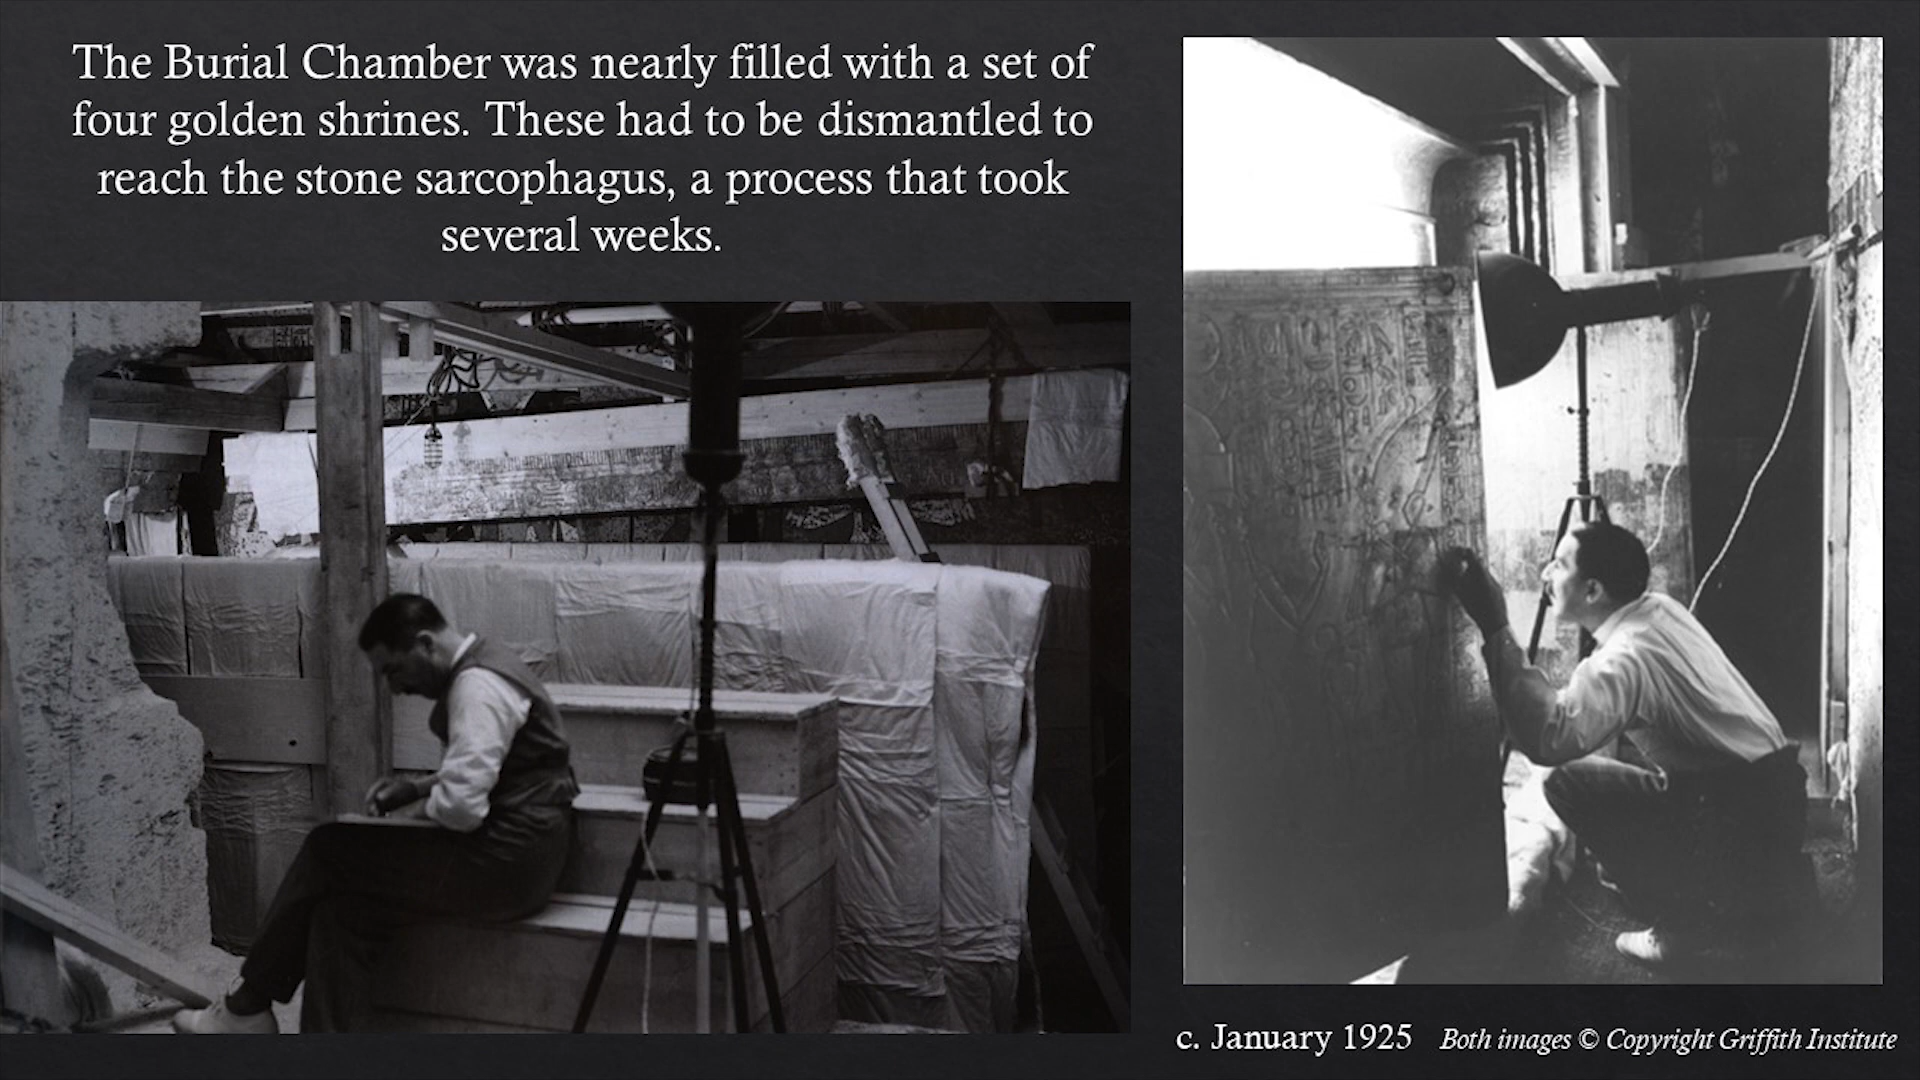 The Burial Chamber was nearly filled with a set of
four golden shrines. These had to be dismantled to
reach the stone sarcophagus, a process that took
several weeks.
c. January 1925 Both images © Copyright Griffith Institute